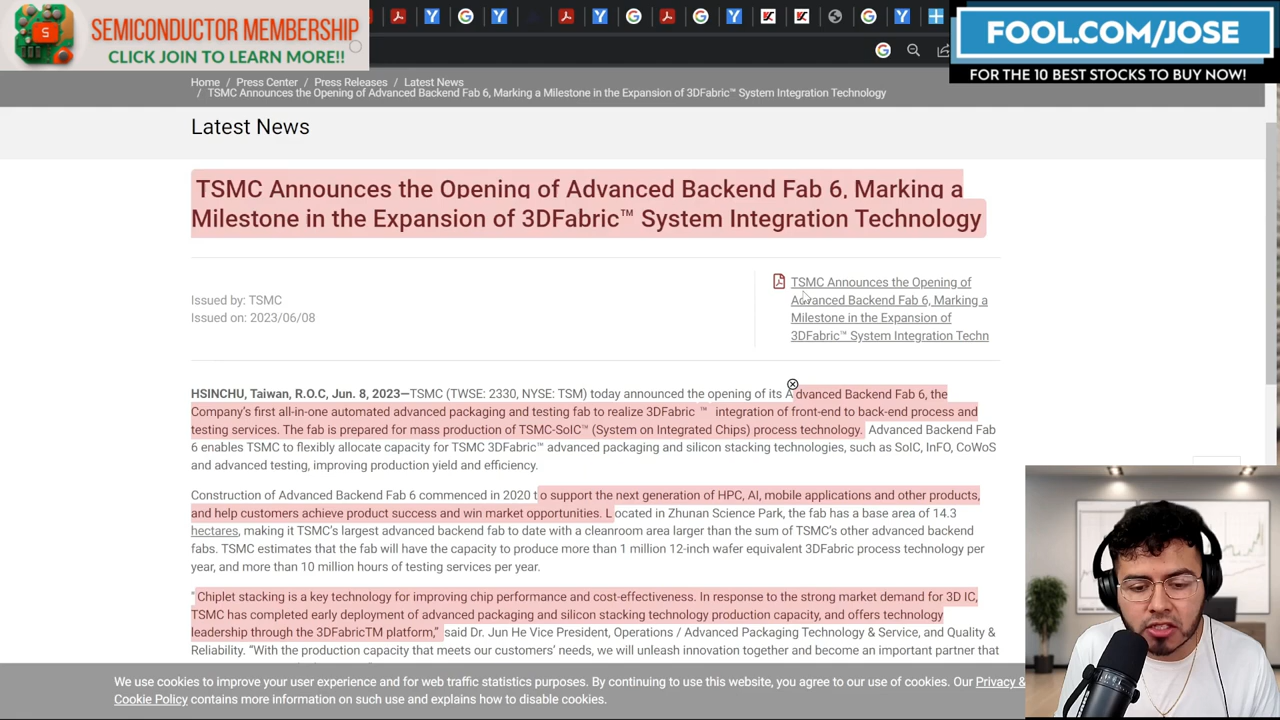 SEMICONDUCTOR MEMBERSHIP
CLICK JOIN TO LEARN MORE!!
FOOL.COM/JOSE
FOR THE 10 BEST STOCKS TO BUY NOW!
Home / Press Center / Press Releases / Latest News
/ TSMC Announces the Opening of Advanced Backend Fab 6, Marking a Milestone in the Expansion of 3DFabric™ System Integration Technology
Latest News
TSMC Announces the Opening of Advanced Backend Fab 6, Marking a
Milestone in the Expansion of 3DFabric™ System Integration Technology
Issued by: TSMC
Issued on: 2023/06/08
TSMC Announces the Opening of
Advanced Backend Fab 6, Marking a
Milestone in the Expansion of
3DFabric™ System Integration Techn
HSINCHU, Taiwan, R.O.C, Jun. 8, 2023—TSMC (TWSE: 2330, NYSE: TSM) today announced the opening of its Advanced Backend Fab 6, the
Company's first all-in-one automated advanced packaging and testing fab to realize 3DFabric ™ integration of front-end to back-end process and
testing services. The fab is prepared for mass production of TSMC-SoIC™ (System on Integrated Chips) process technology. Advanced Backend Fab
6 enables TSMC to flexibly allocate capacity for TSMC 3DFabric™ advanced packaging and silicon stacking technologies, such as SoIC, InFO, CoWoS
and advanced testing, improving production yield and efficiency.
Construction of Advanced Backend Fab 6 commenced in 2020 to support the next generation of HPC, AI, mobile applications and other products,
and help customers achieve product success and win market opportunities. Located in Zhunan Science Park, the fab has a base area of 14.3
hectares, making it TSMC's largest advanced backend fab to date with a cleanroom area larger than the sum of TSMC's other advanced backend
fabs. TSMC estimates that the fab will have the capacity to produce more than 1 million 12-inch wafer equivalent 3DFabric process technology per
year, and more than 10 million hours of testing services per year.
"Chiplet stacking is a key technology for improving chip performance and cost-effectiveness. In response to the strong market demand for 3D IC,
TSMC has completed early deployment of advanced packaging and silicon stacking technology production capacity, and offers technology
leadership through the 3DFabricTM platform," said Dr. Jun He Vice President, Operations / Advanced Packaging Technology & Service, and Quality &
Reliability. "With the production capacity that meets our customers' needs, we will unleash innovation together and become an important partner that
We use cookies to improve your user experience and for web traffic statistics purposes. By continuing to use this website, you agree to our use of cookies. Our Privacy &
Cookie Policy contains more information on such use and explains how to disable cookies.